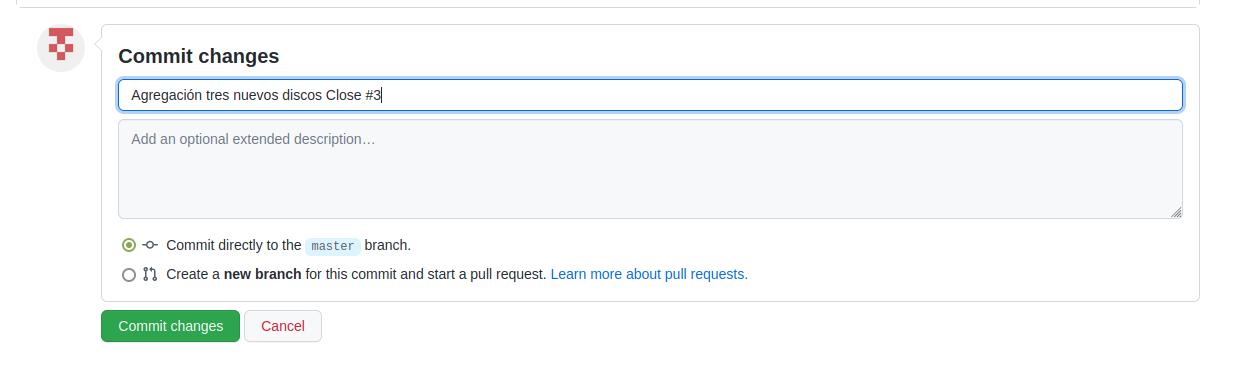 Commit changes
Agregación tres nuevos discos Close #3
Add an optional extended description…
Commit directly to the master branch.
Create a new branch for this commit and start a pull request. Learn more about pull requests.
Commit changes Cancel